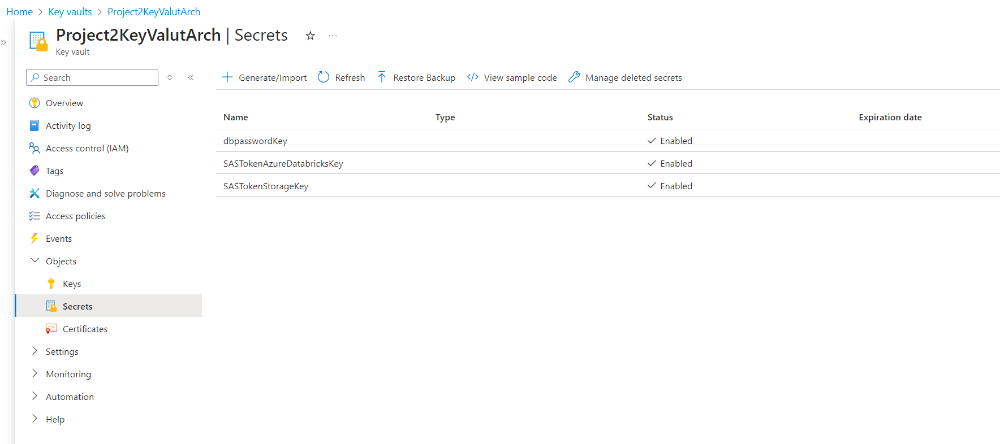 Home > Key vaults > Project2KeyValutArch
Project2KeyValutArch | Secrets ☆ ...
Key vault
Search
Generate/Import Refresh Restore Backup View sample code Manage deleted secrets
Overview
Activity log
Access control (IAM)
Tags
Diagnose and solve problems
Access policies
Events
Objects
Keys
Secrets
Certificates
Settings
Monitoring
Automation
Help
Name Type Status Expiration date
dbpasswordKey ✓ Enabled
SASTokenAzureDatabricksKey ✓ Enabled
SASTokenStorageKey ✓ Enabled